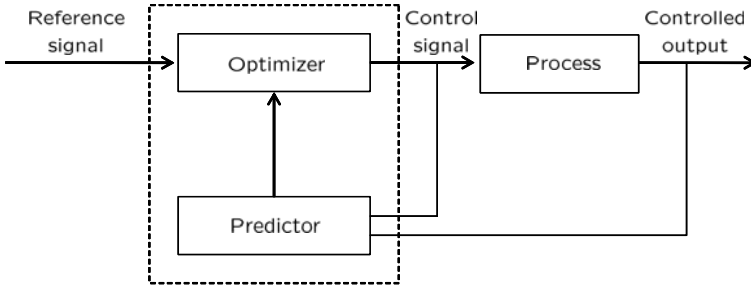 Reference
signal
Optimizer
Control
signal
Process
Controlled
output
Predictor